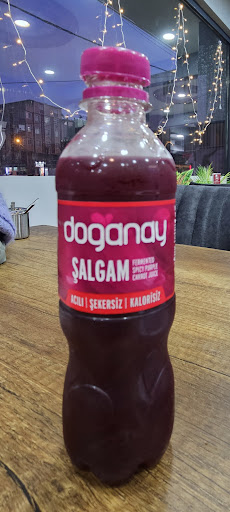 doganay
ŞALGAM
FERMENTED
SPICY PURPLE
CARROT JUICE
ACILI | ŞEKERSİZ | KALORİSİZ